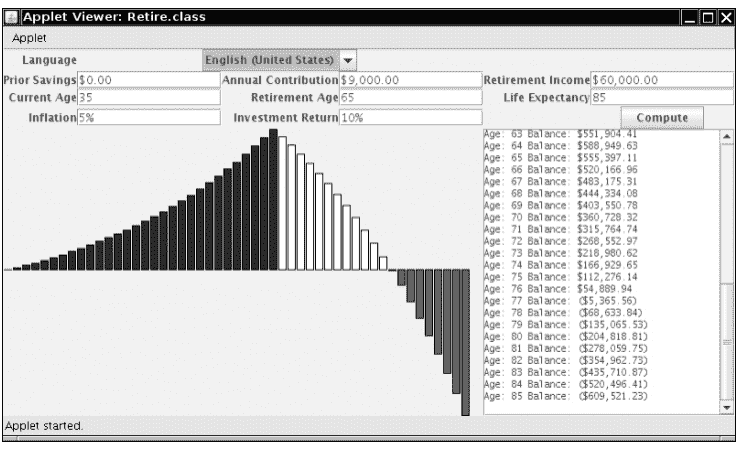 Applet Viewer: Retire.class
Applet
Language English (United States)
Prior Savings $0.00 Annual Contribution $9,000.00 Retirement Income $60,000.00
Current Age 35 Retirement Age 65 Life Expectancy 85
Inflation 5% Investment Return 10%
Compute
Age: 63 Balance: $551,904.41
Age: 64 Balance: $588,949.63
Age: 65 Balance: $555,397.11
Age: 66 Balance: $520,166.96
Age: 67 Balance: $483,175.31
Age: 68 Balance: $444,334.08
Age: 69 Balance: $403,550.78
Age: 70 Balance: $360,728.32
Age: 71 Balance: $315,764.74
Age: 72 Balance: $268,552.97
Age: 73 Balance: $218,980.62
Age: 74 Balance: $166,929.65
Age: 75 Balance: $112,276.14
Age: 76 Balance: $54,889.94
Age: 77 Balance: ($5,365.56)
Age: 78 Balance: ($68,633.84)
Age: 79 Balance: ($135,065.53)
Age: 80 Balance: ($204,818.81)
Age: 81 Balance: ($278,059.75)
Age: 82 Balance: ($354,962.73)
Age: 83 Balance: ($435,710.87)
Age: 84 Balance: ($520,496.41)
Age: 85 Balance: ($609,521.23)
Applet started.